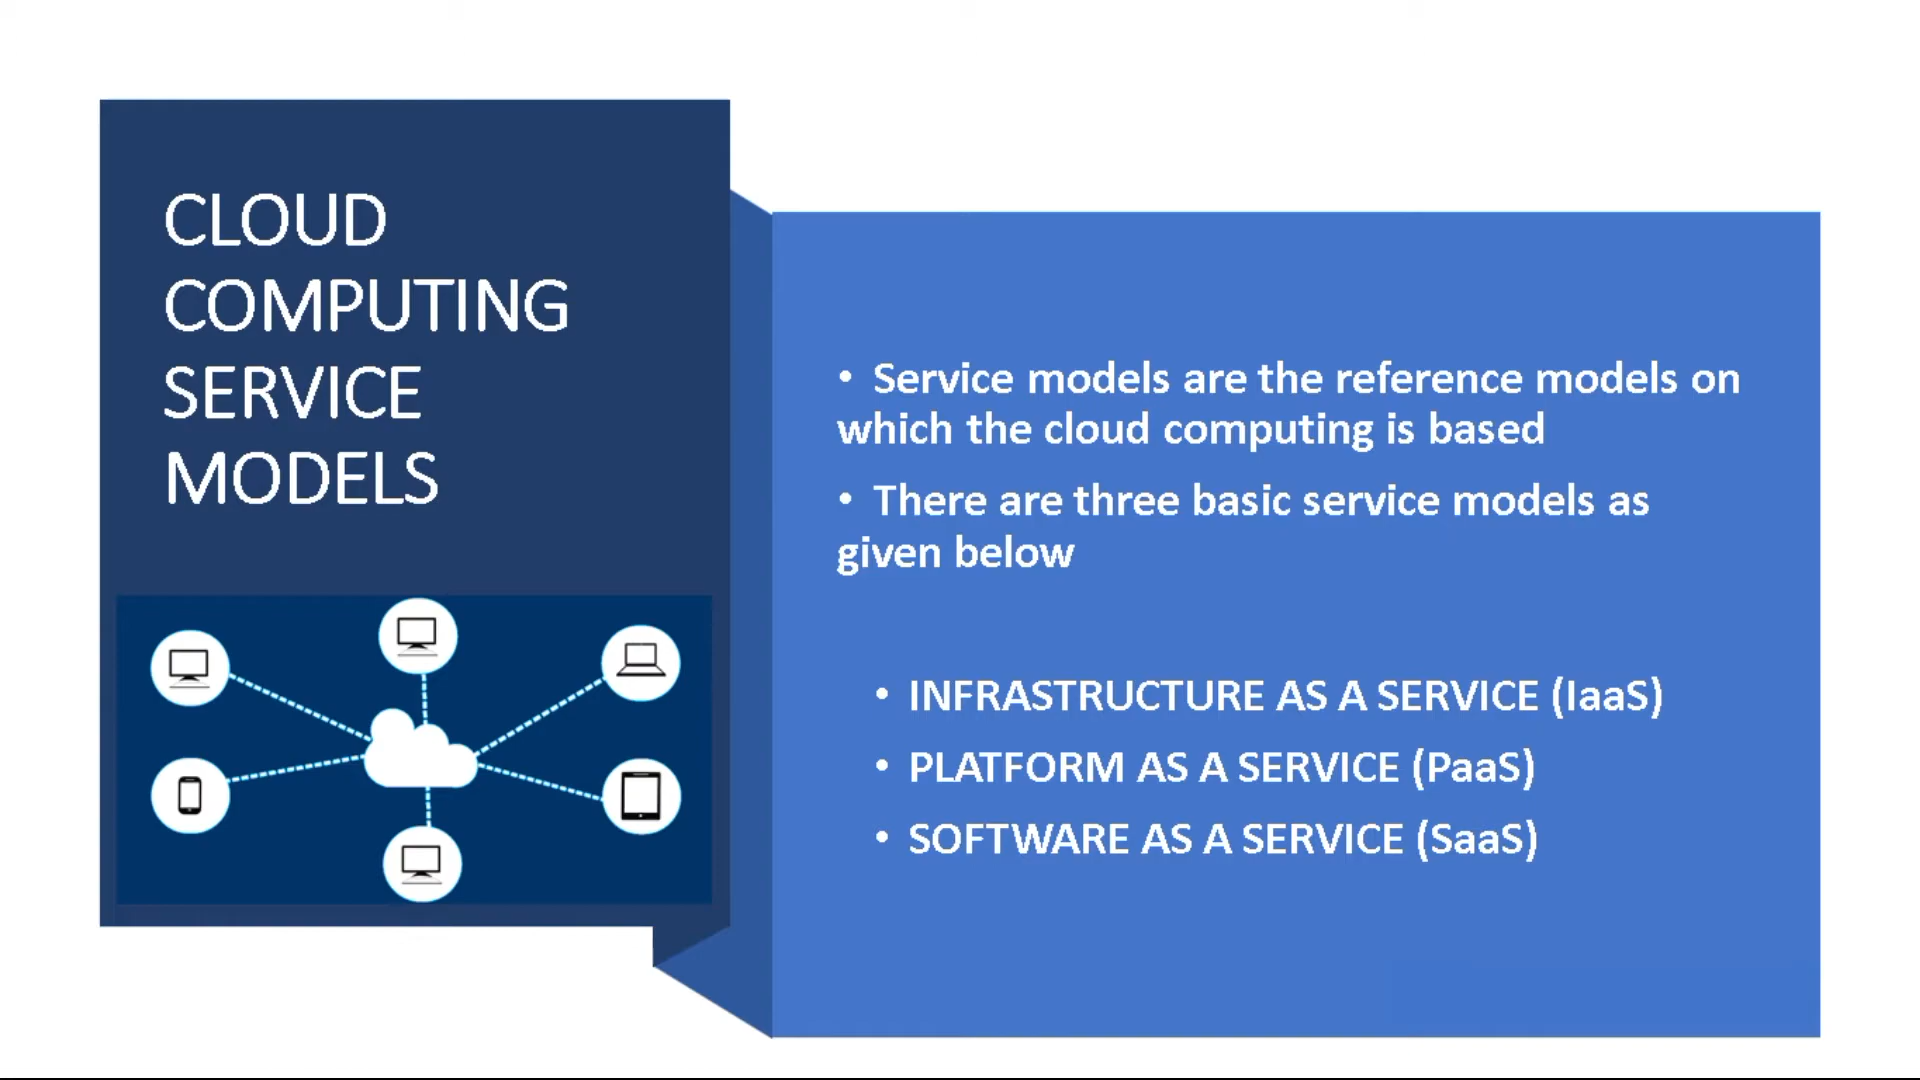 CLOUD
COMPUTING
SERVICE
MODELS
• Service models are the reference models on
which the cloud computing is based
• There are three basic service models as
given below
• INFRASTRUCTURE AS A SERVICE (IaaS)
• PLATFORM AS A SERVICE (PaaS)
• SOFTWARE AS A SERVICE (SaaS)